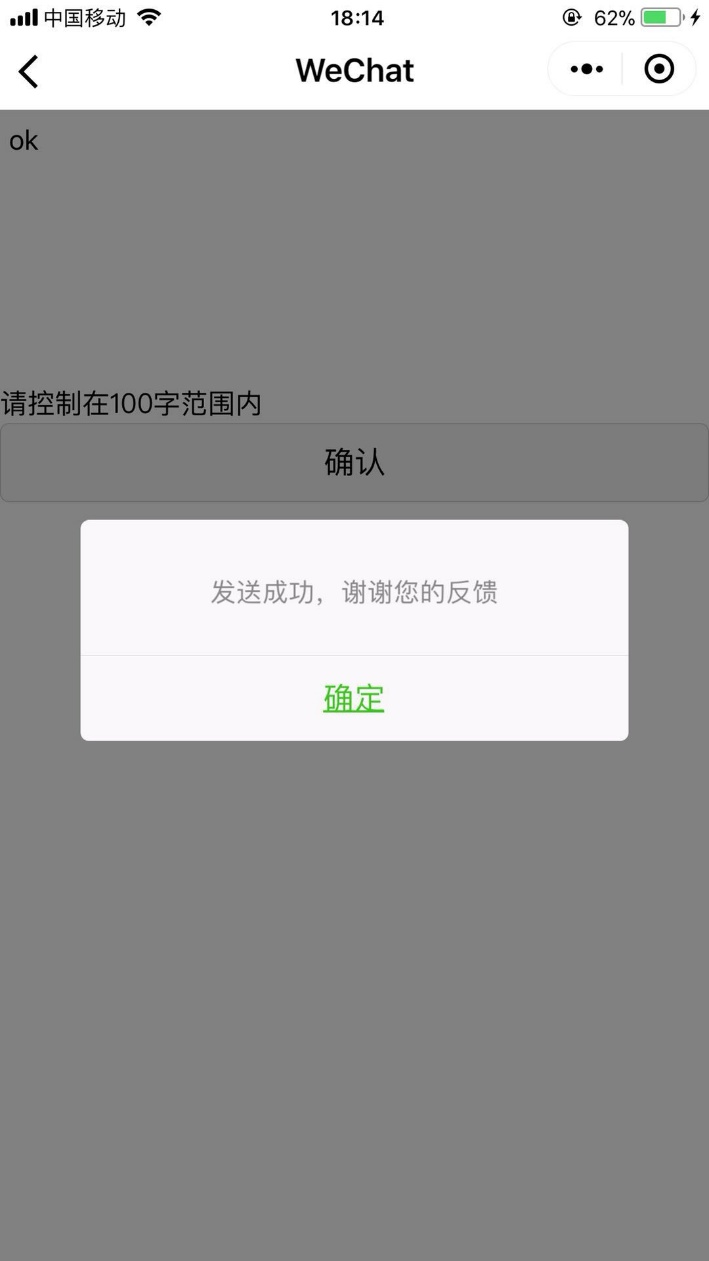 中国移动 18:14 62%
WeChat
ok
请控制在100字范围内
确认
发送成功，谢谢您的反馈
确定